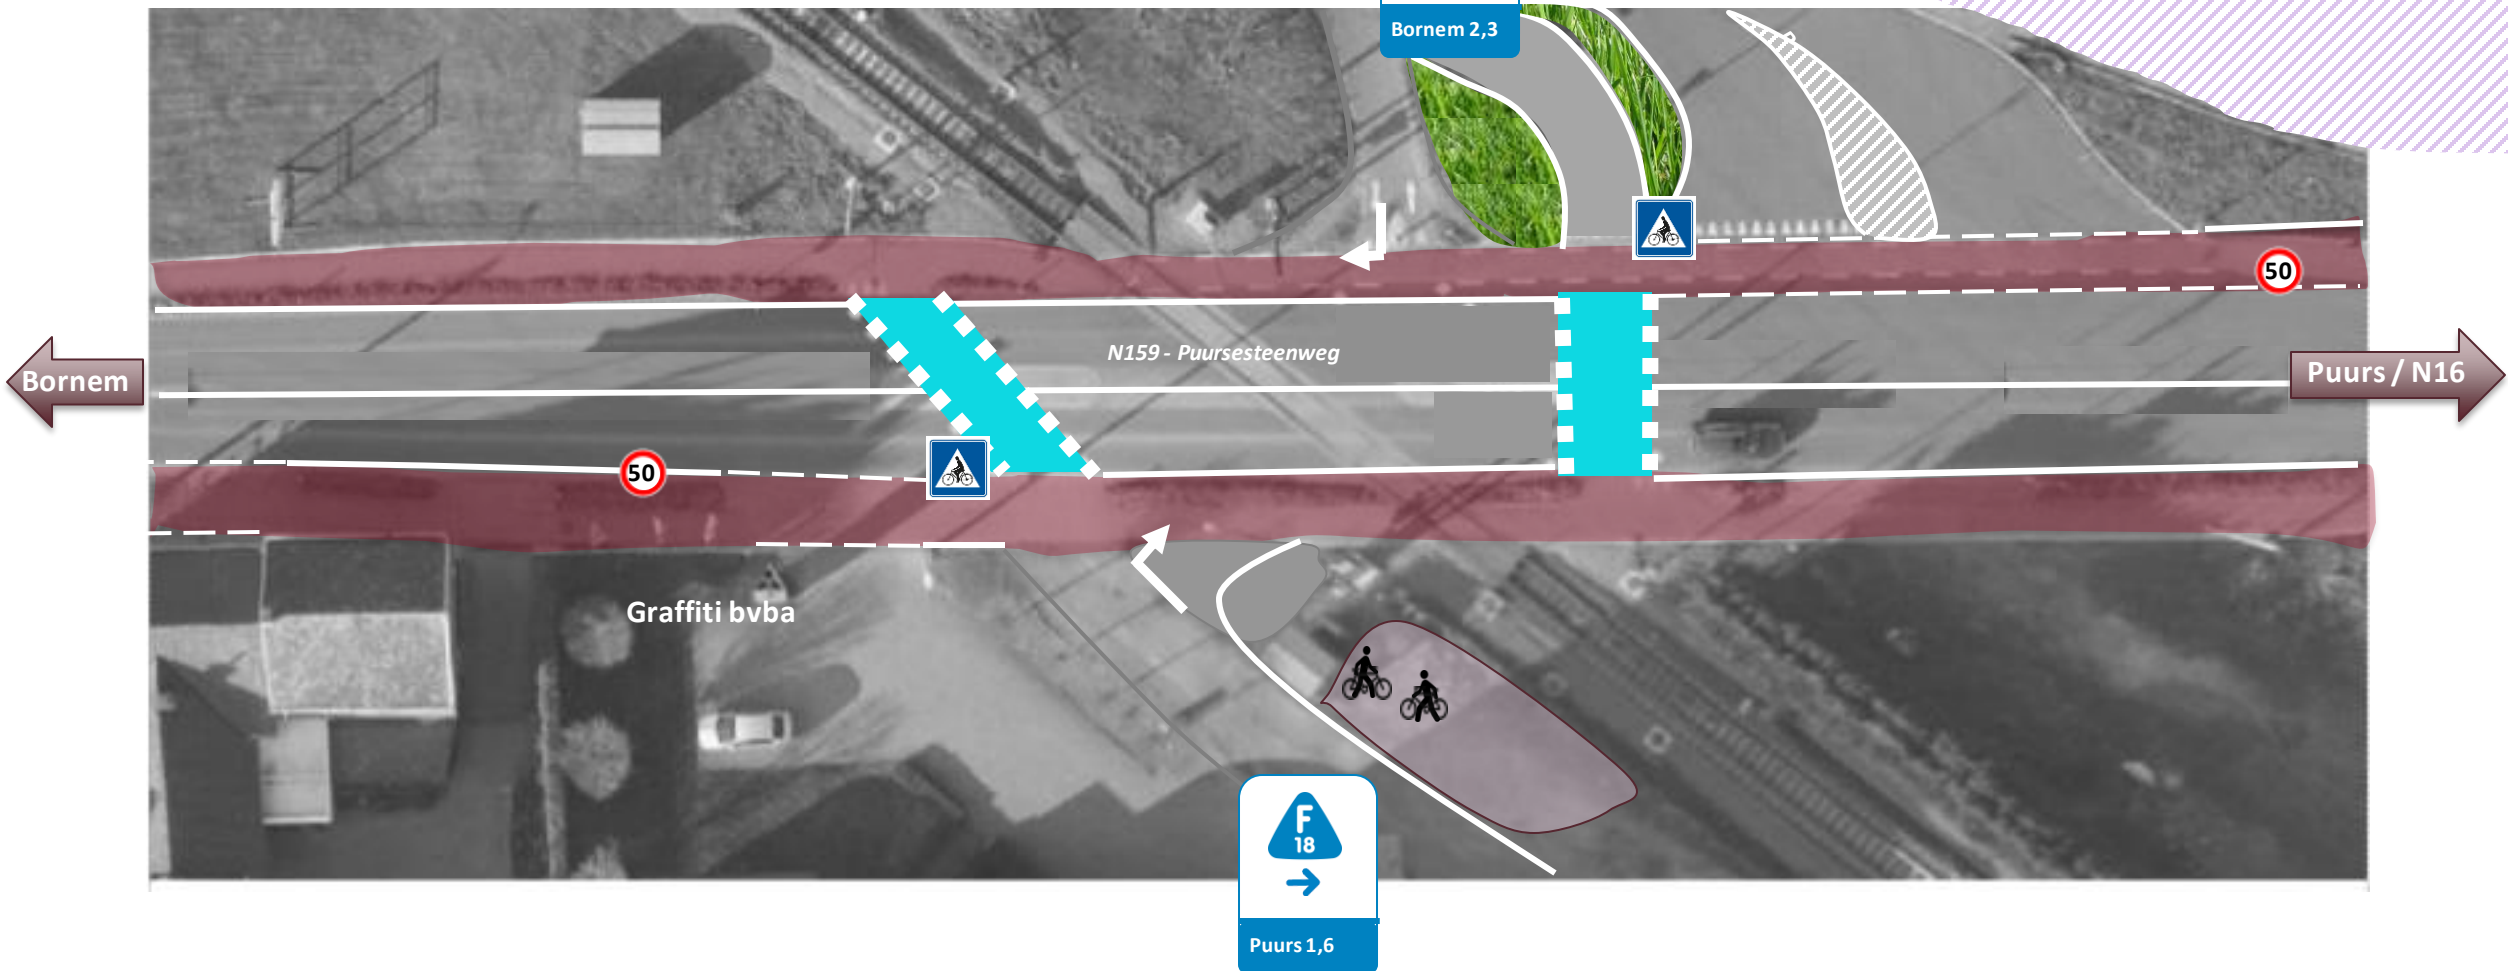 Bornem 2,3
50
N159 - Puursesteenweg
Bornem
Puurs / N16
50
Graffiti bvba
F
18
Puurs 1,6